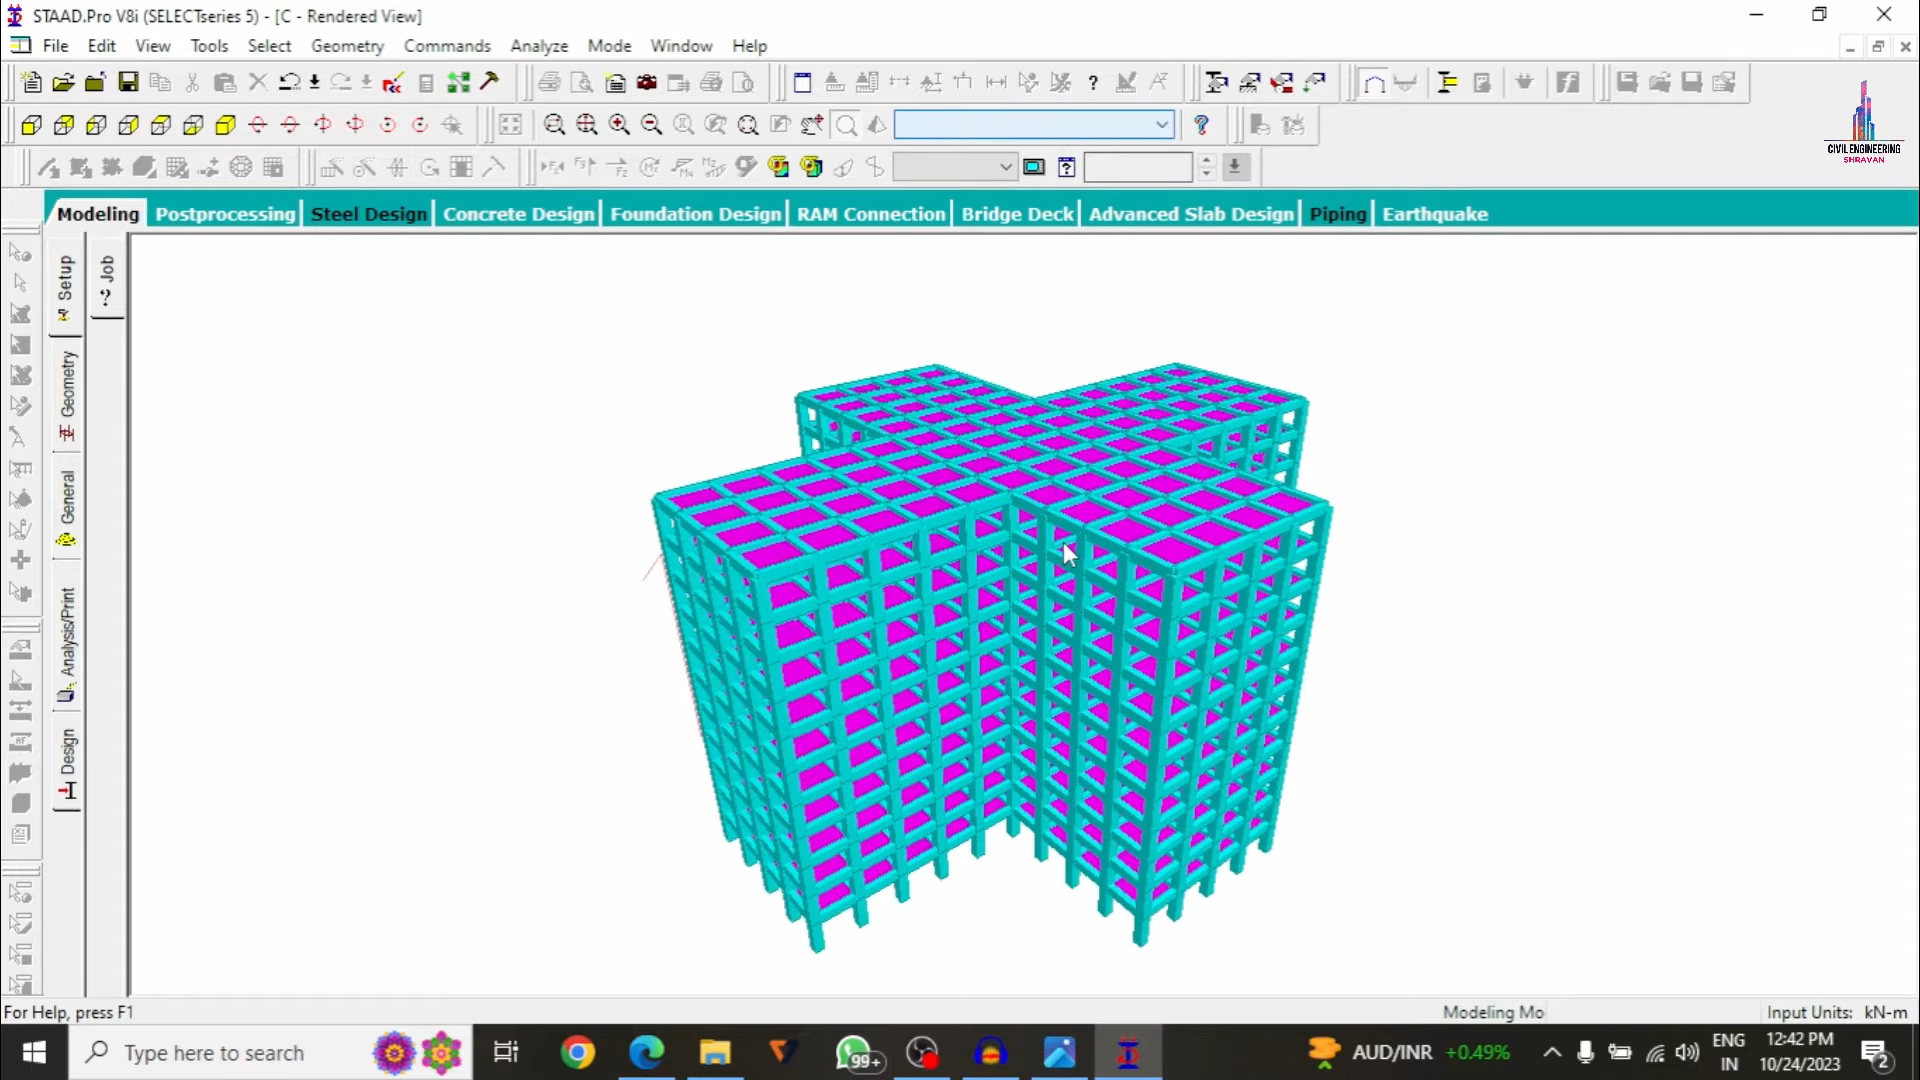 STAAD.Pro V8i (SELECTseries 5) - [C - Rendered View]
File Edit View Tools Select Geometry Commands Analyze Mode Window Help
CIVIL ENGINEERING
SHRAVAN
Modeling Postprocessing Steel Design Concrete Design Foundation Design RAM Connection Bridge Deck Advanced Slab Design Piping Earthquake
Setup
Geometry
General
Analysis/Print
Design
Job
For Help, press F1
Modeling Mo
Input Units: kN-m
Type here to search
99+
AUD/INR +0.49%
ENG
IN
12:42 PM
10/24/2023
2